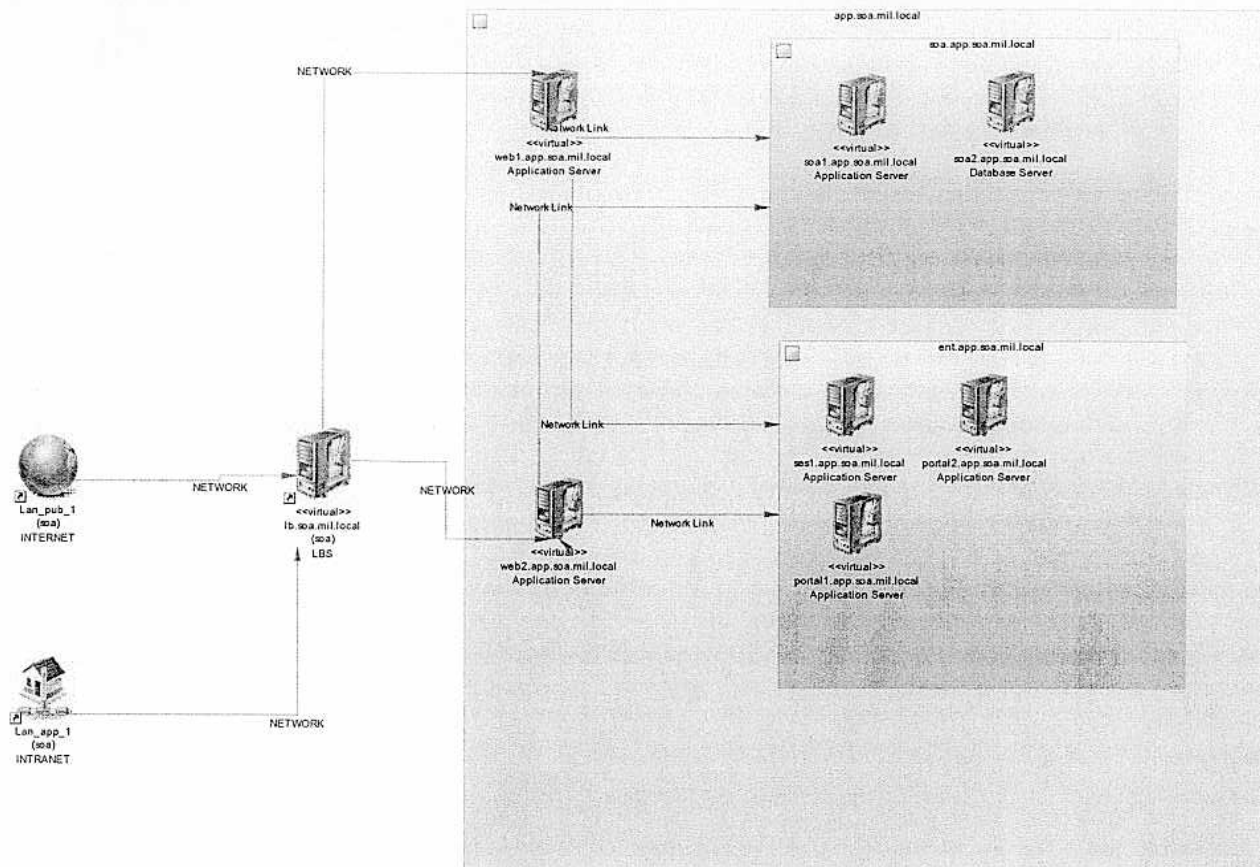 app.soa.mil.local
soa.app.soa.mil.local
NETWORK
Network Link
<<virtual>>
web1.app.soa.mil.local
Application Server
<<virtual>>
soa1.app.soa.mil.local
Application Server
<<virtual>>
soa2.app.soa.mil.local
Database Server
Network Link
ent.app.soa.mil.local
Network Link
<<virtual>>
ses1.app.soa.mil.local
Application Server
<<virtual>>
portal2.app.soa.mil.local
Application Server
NETWORK
Lan_pub_1
(soa)
INTERNET
<<virtual>>
lb.soa.mil.local
(soa)
LBS
NETWORK
<<virtual>>
web2.app.soa.mil.local
Application Server
Network Link
<<virtual>>
portal1.app.soa.mil.local
Application Server
Lan_app_1
(soa)
INTRANET
NETWORK